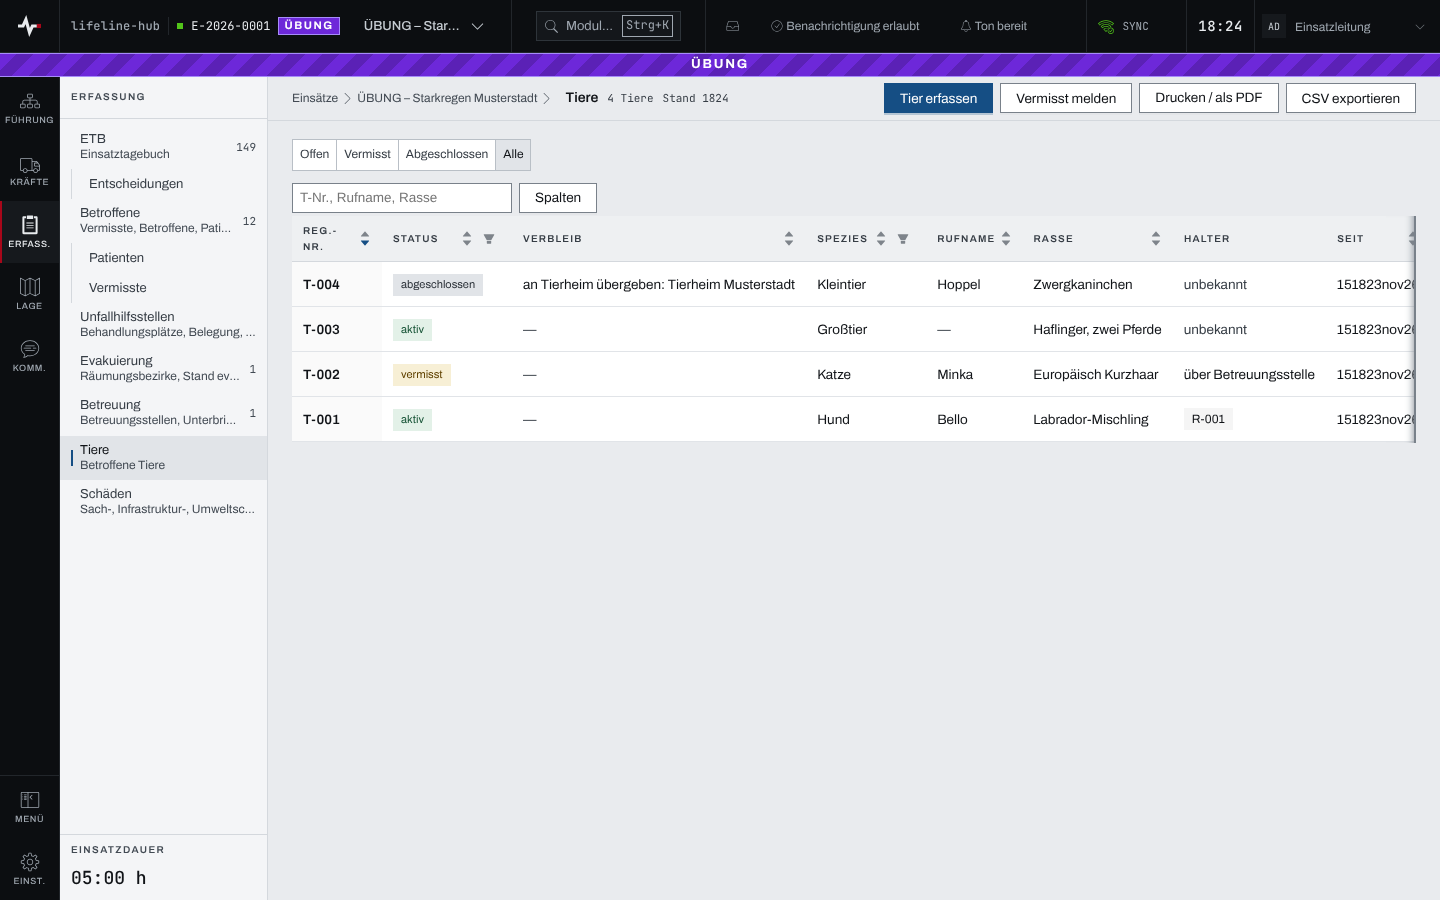 lifeline-hub
E-2026-0001
ÜBUNG
ÜBUNG – Star...
Modul...
Strg+K
Benachrichtigung erlaubt
Ton bereit
SYNC
18:24
AD
Einsatzleitung
ÜBUNG
FÜHRUNG
KRÄFTE
ERFASS.
LAGE
KOMM.
MENÜ
EINST.
ERFASSUNG
ETB
Einsatztagebuch
149
Entscheidungen
Betroffene
Vermisste, Betroffene, Pati...
12
Patienten
Vermisste
Unfallhilfsstellen
Behandlungsplätze, Belegung, ...
Evakuierung
Räumungsbezirke, Stand ev...
1
Betreuung
Betreuungsstellen, Unterbri...
1
Tiere
Betroffene Tiere
Schäden
Sach-, Infrastruktur-, Umweltsc...
EINSATZDAUER
05:00 h
Einsätze
ÜBUNG – Starkregen Musterstadt
Tiere
4 Tiere
Stand 1824
Tier erfassen
Vermisst melden
Drucken / als PDF
CSV exportieren
Offen
Vermisst
Abgeschlossen
Alle
T-Nr., Rufname, Rasse
Spalten
REG.-
NR.
STATUS
VERBLEIB
SPEZIES
RUFNAME
RASSE
HALTER
SEIT
T-004
abgeschlossen
an Tierheim übergeben: Tierheim Musterstadt
Kleintier
Hoppel
Zwergkaninchen
unbekannt
151823nov2
T-003
aktiv
—
Großtier
—
Haflinger, zwei Pferde
unbekannt
151823nov2
T-002
vermisst
—
Katze
Minka
Europäisch Kurzhaar
über Betreuungsstelle
151823nov2
T-001
aktiv
—
Hund
Bello
Labrador-Mischling
R-001
151823nov2